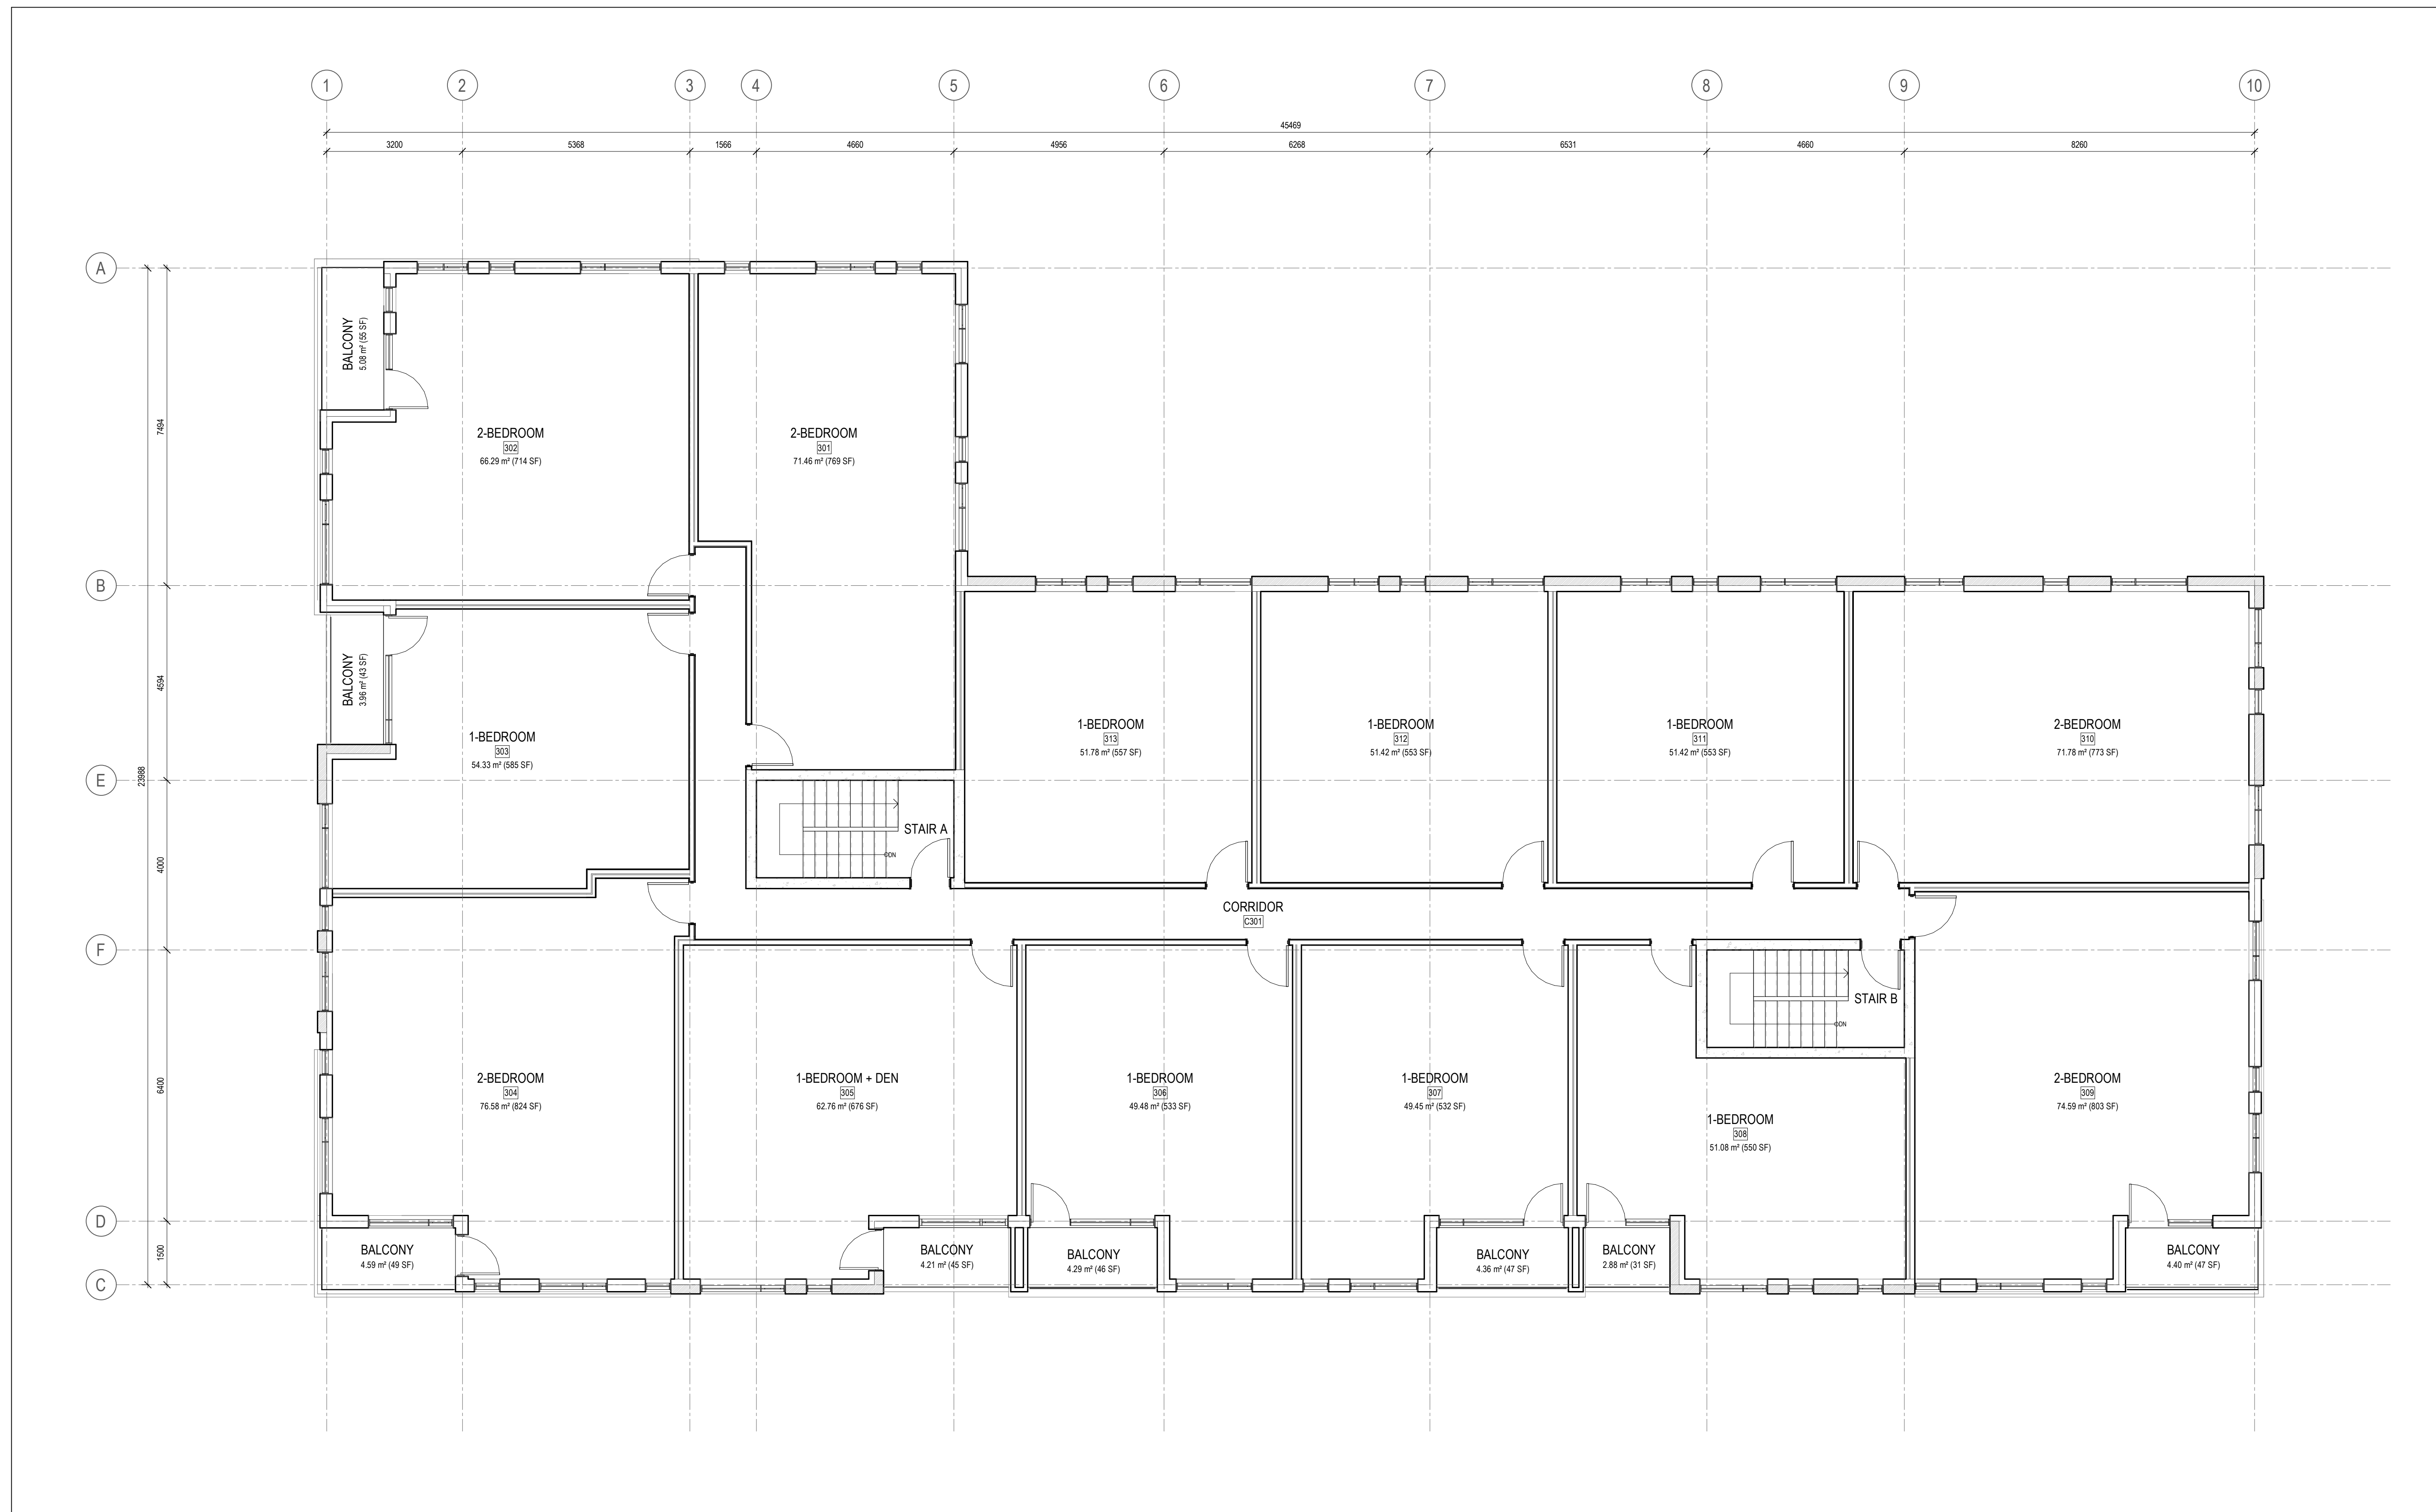 1
2
3
4
5
6
7
8
9
10
45469
3200
5368
1566
4660
4956
6268
6531
4660
8260
A
B
E
F
D
C
23988
7494
4594
4000
6400
1500
BALCONY
5.08 m² (55 SF)
2-BEDROOM
302
66.29 m² (714 SF)
2-BEDROOM
301
71.46 m² (769 SF)
BALCONY
3.96 m² (43 SF)
1-BEDROOM
303
54.33 m² (585 SF)
1-BEDROOM
313
51.78 m² (557 SF)
1-BEDROOM
312
51.42 m² (553 SF)
1-BEDROOM
311
51.42 m² (553 SF)
2-BEDROOM
310
71.78 m² (773 SF)
STAIR A
DN
CORRIDOR
C301
STAIR B
DN
2-BEDROOM
304
76.58 m² (824 SF)
1-BEDROOM + DEN
305
62.76 m² (676 SF)
1-BEDROOM
306
49.48 m² (533 SF)
1-BEDROOM
307
49.45 m² (532 SF)
1-BEDROOM
308
51.08 m² (550 SF)
2-BEDROOM
309
74.59 m² (803 SF)
BALCONY
4.59 m² (49 SF)
BALCONY
4.21 m² (45 SF)
BALCONY
4.29 m² (46 SF)
BALCONY
4.36 m² (47 SF)
BALCONY
2.88 m² (31 SF)
BALCONY
4.40 m² (47 SF)